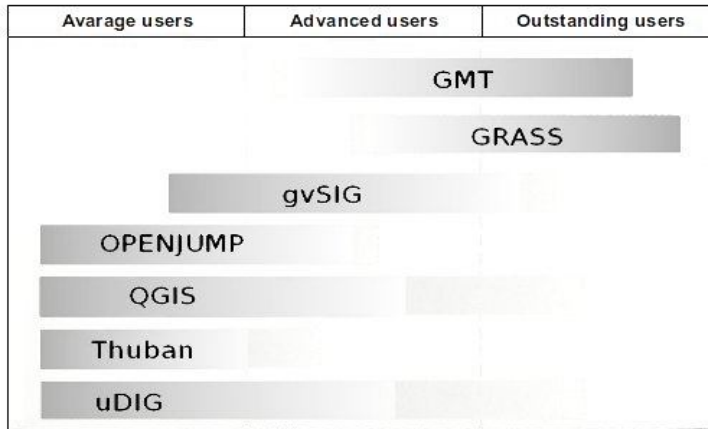 Avarage users Advanced users Outstanding users
GMT
GRASS
gvSIG
OPENJUMP
QGIS
Thuban
uDIG